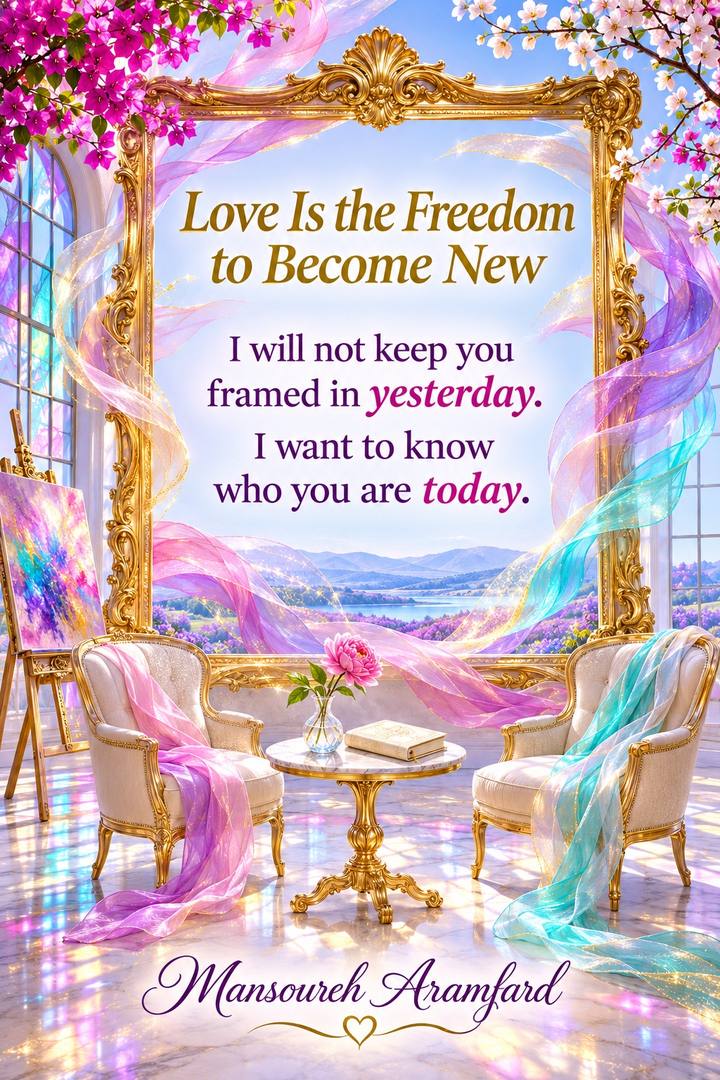 Love Is the Freedom
to Become New
I will not keep you
framed in yesterday.
I want to know
who you are today.
Mansoureh Aramfard